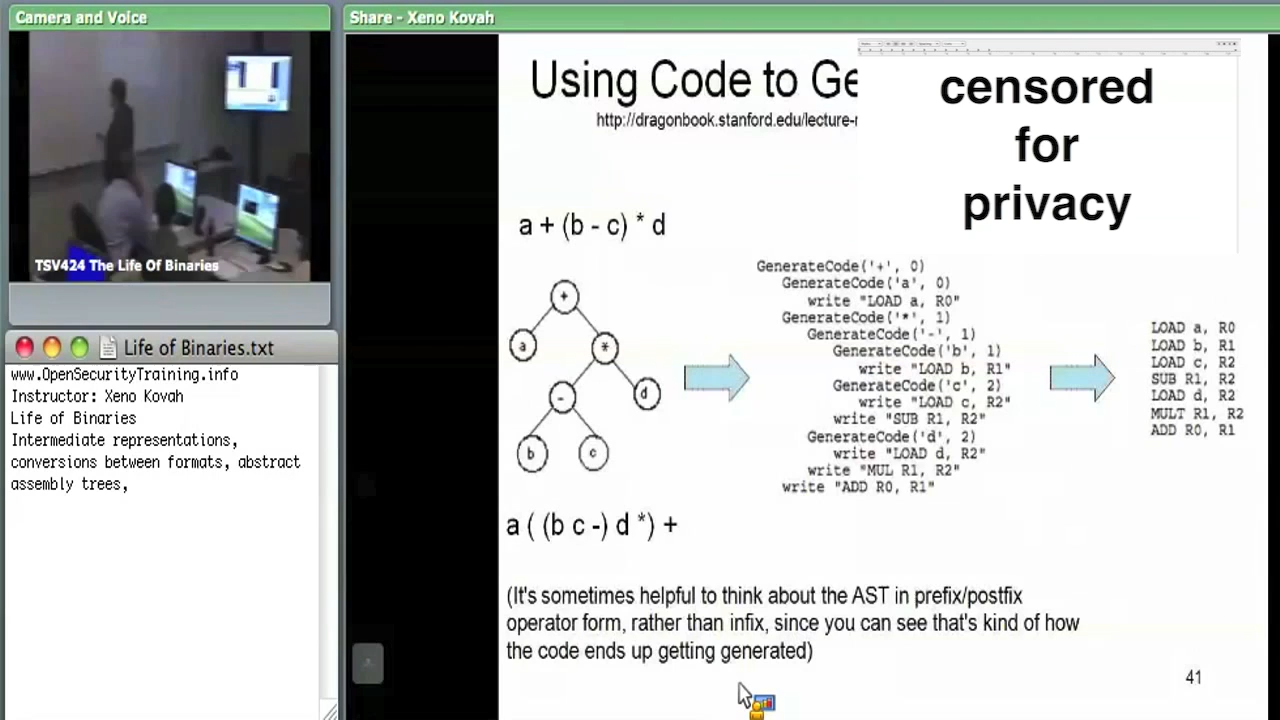 Camera and Voice
TSV424 The Life Of Binaries
Life of Binaries.txt
www.OpenSecurityTraining.info
Instructor: Xeno Kovah
Life of Binaries
Intermediate representations,
conversions between formats, abstract
assembly trees,
Share - Xeno Kovah
Using Code to Ge
http://dragonbook.stanford.edu/lecture-
censored
for
privacy
a + (b - c) * d
+
a
*
-
d
b
c
GenerateCode('+', 0)
GenerateCode('a', 0)
write "LOAD a, R0"
GenerateCode('*', 1)
GenerateCode('-', 1)
GenerateCode('b', 1)
write "LOAD b, R1"
GenerateCode('c', 2)
write "LOAD c, R2"
write "SUB R1, R2"
GenerateCode('d', 2)
write "LOAD d, R2"
write "MUL R1, R2"
write "ADD R0, R1"
LOAD a, R0
LOAD b, R1
LOAD c, R2
SUB R1, R2
LOAD d, R2
MULT R1, R2
ADD R0, R1
a ( (b c -) d *) +
(It's sometimes helpful to think about the AST in prefix/postfix
operator form, rather than infix, since you can see that's kind of how
the code ends up getting generated)
41